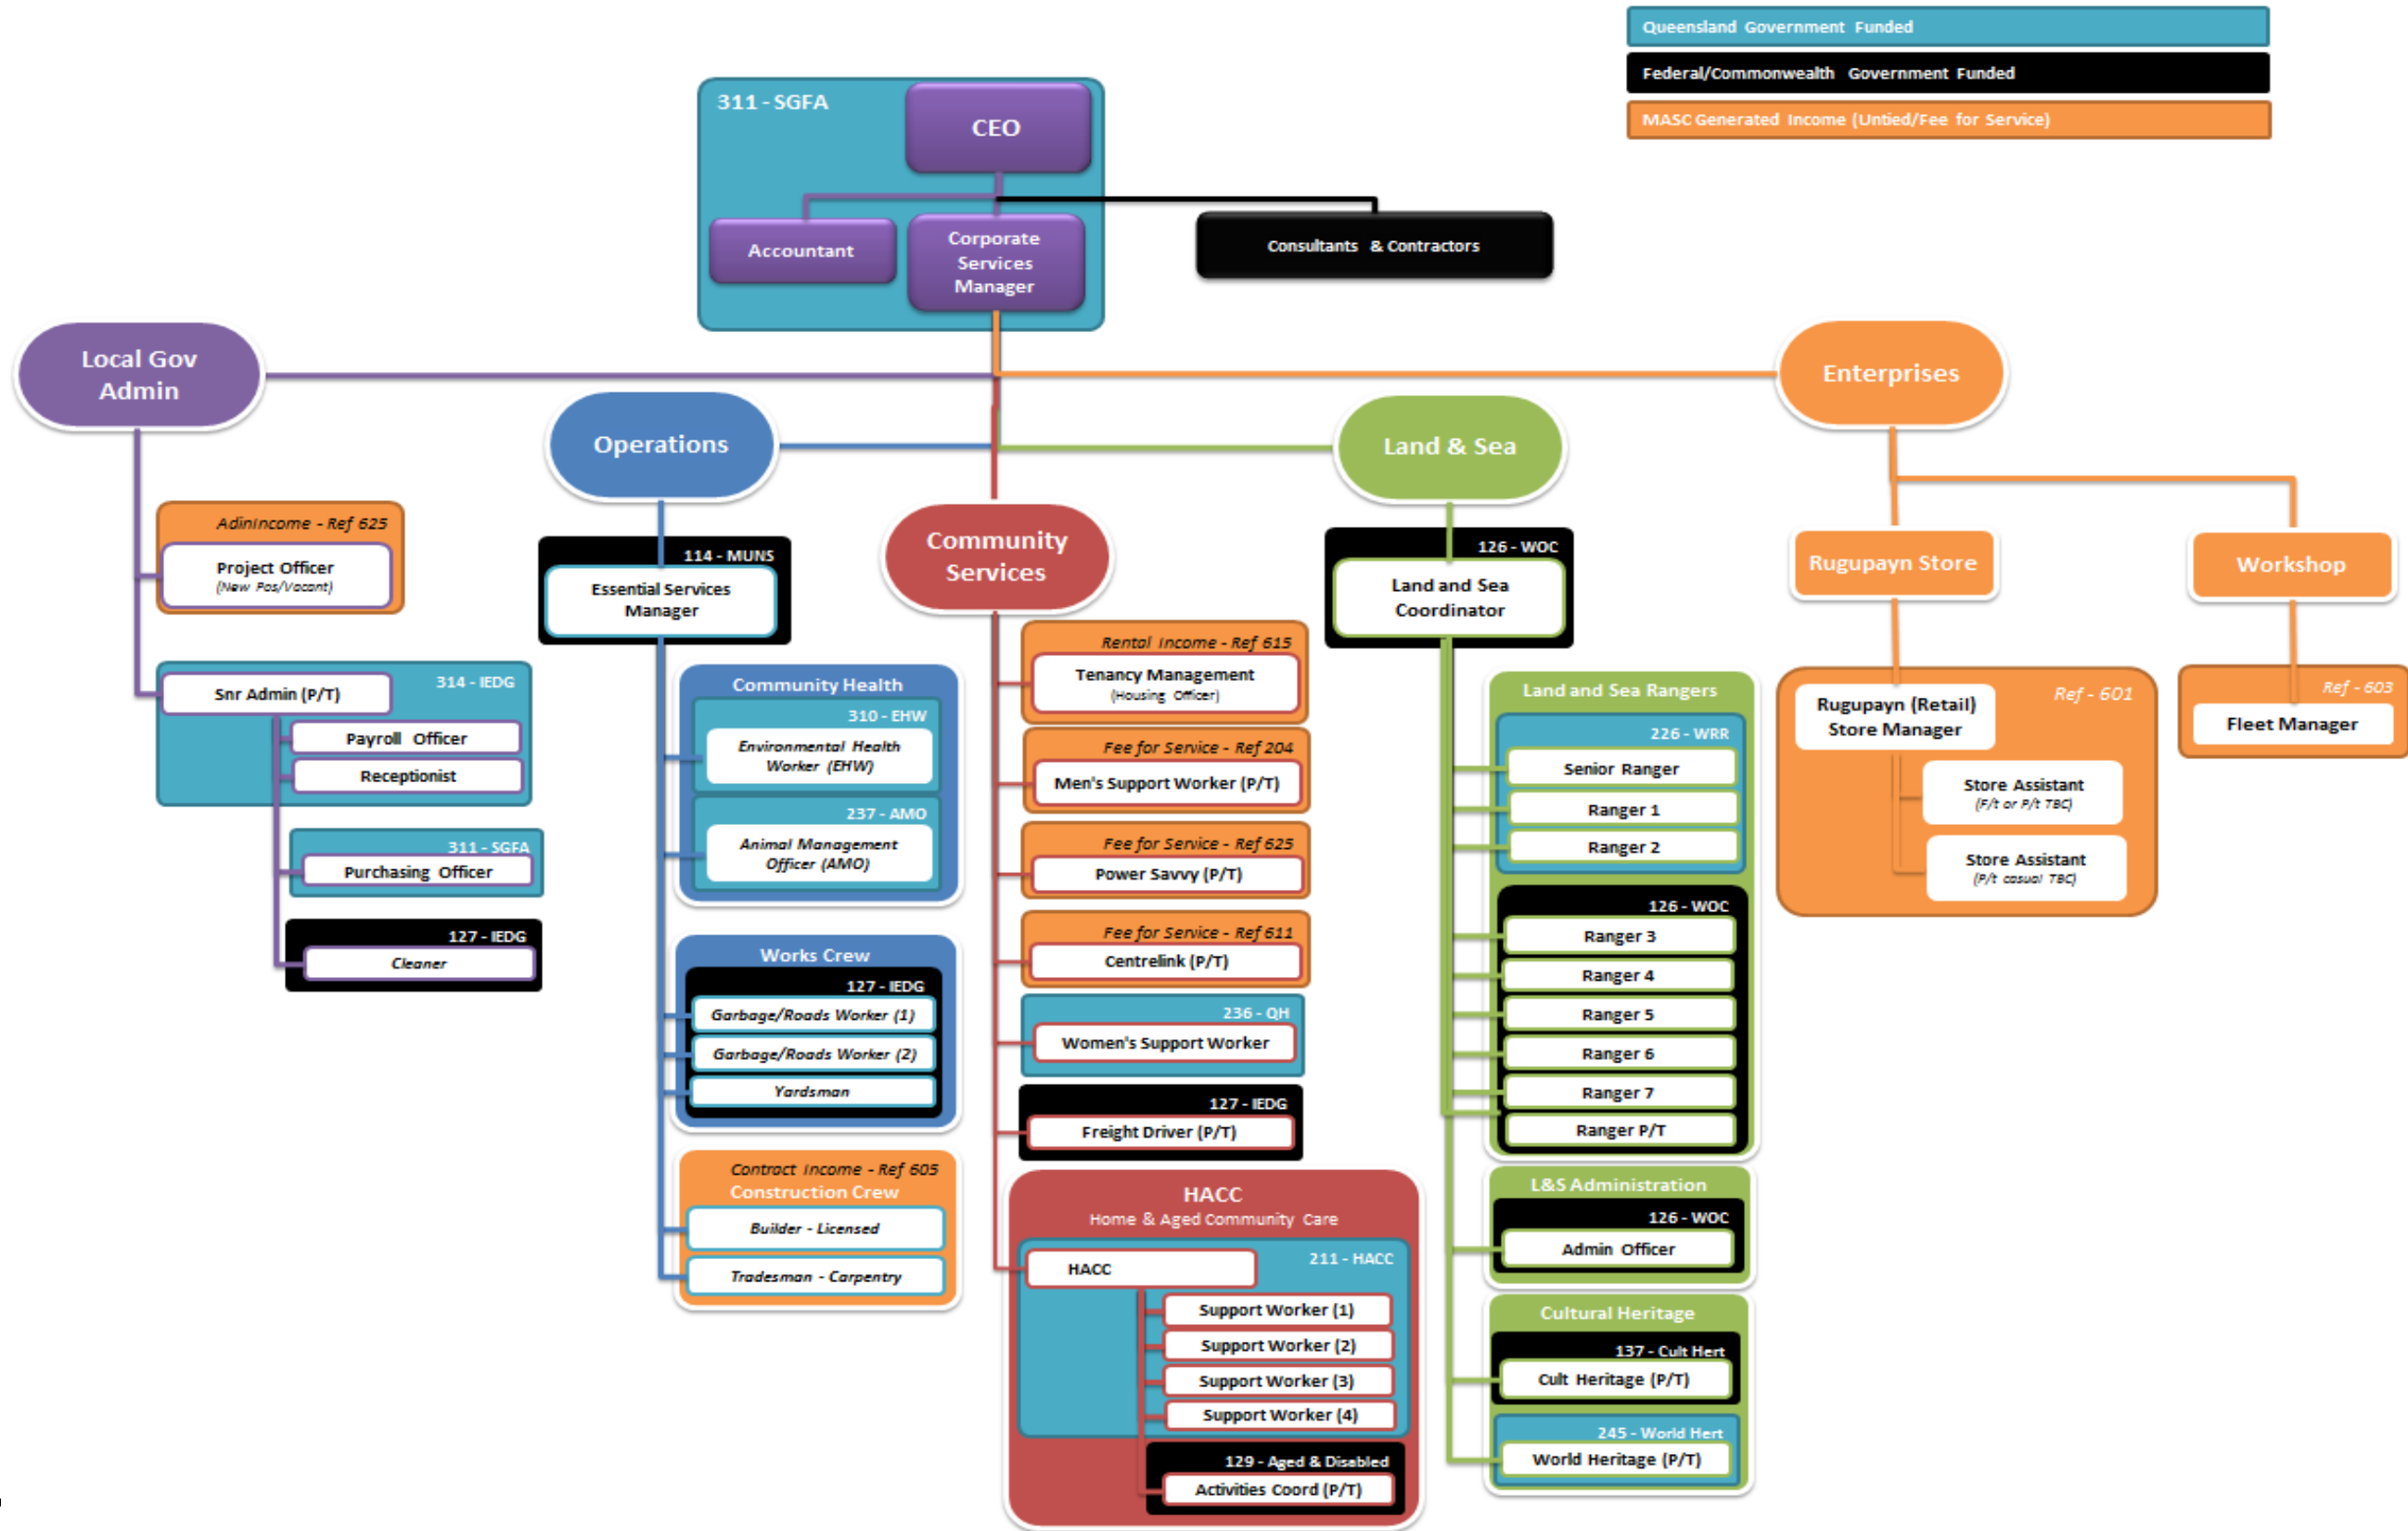 Queensland Government Funded
Federal/Commonwealth Government Funded
MASC Generated Income (Untied/Fee for Service)
311 - SGFA
CEO
Accountant
Corporate
Services
Manager
Consultants & Contractors
Local Gov
Admin
Operations
Community
Services
Land & Sea
Enterprises
AdinIncome - Ref 625
Project Officer
(New Pos/Vacant)
314 - IEDG
Snr Admin (P/T)
Payroll Officer
Receptionist
311 - SGFA
Purchasing Officer
127 - IEDG
Cleaner
114 - MUNS
Essential Services
Manager
Community Health
310 - EHW
Environmental Health
Worker (EHW)
237 - AMO
Animal Management
Officer (AMO)
Works Crew
127 - IEDG
Garbage/Roads Worker (1)
Garbage/Roads Worker (2)
Yardsman
Contract Income - Ref 605
Construction Crew
Builder - Licensed
Tradesman - Carpentry
Rental Income - Ref 615
Tenancy Management
(Housing Officer)
Fee for Service - Ref 204
Men's Support Worker (P/T)
Fee for Service - Ref 625
Power Savvy (P/T)
Fee for Service - Ref 611
Centrelink (P/T)
236 - QH
Women's Support Worker
127 - IEDG
Freight Driver (P/T)
HACC
Home & Aged Community Care
211 - HACC
HACC
Support Worker (1)
Support Worker (2)
Support Worker (3)
Support Worker (4)
129 - Aged & Disabled
Activities Coord (P/T)
126 - WOC
Land and Sea
Coordinator
Land and Sea Rangers
226 - WRR
Senior Ranger
Ranger 1
Ranger 2
126 - WOC
Ranger 3
Ranger 4
Ranger 5
Ranger 6
Ranger 7
Ranger P/T
L&S Administration
126 - WOC
Admin Officer
Cultural Heritage
137 - Cult Hert
Cult Heritage (P/T)
245 - World Hert
World Heritage (P/T)
Rugupayn Store
Ref - 601
Rugupayn (Retail)
Store Manager
Store Assistant
(F/t or P/t TBC)
Store Assistant
(P/t casual TBC)
Workshop
Ref - 603
Fleet Manager